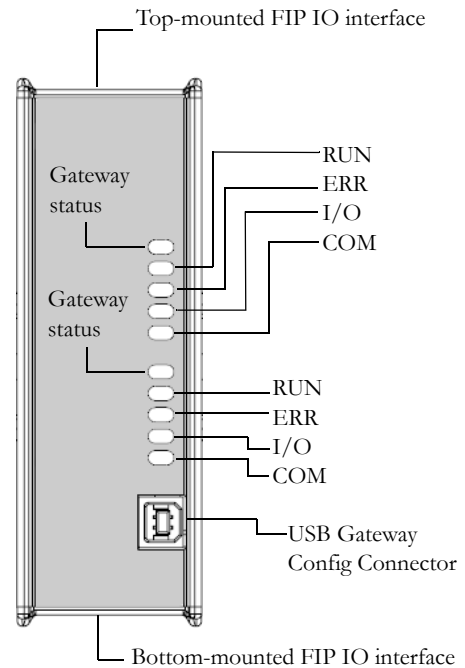 Top-mounted FIP IO interface
RUN
ERR
I/O
COM
Gateway
status
Gateway
status
RUN
ERR
I/O
COM
USB Gateway
Config Connector
Bottom-mounted FIP IO interface